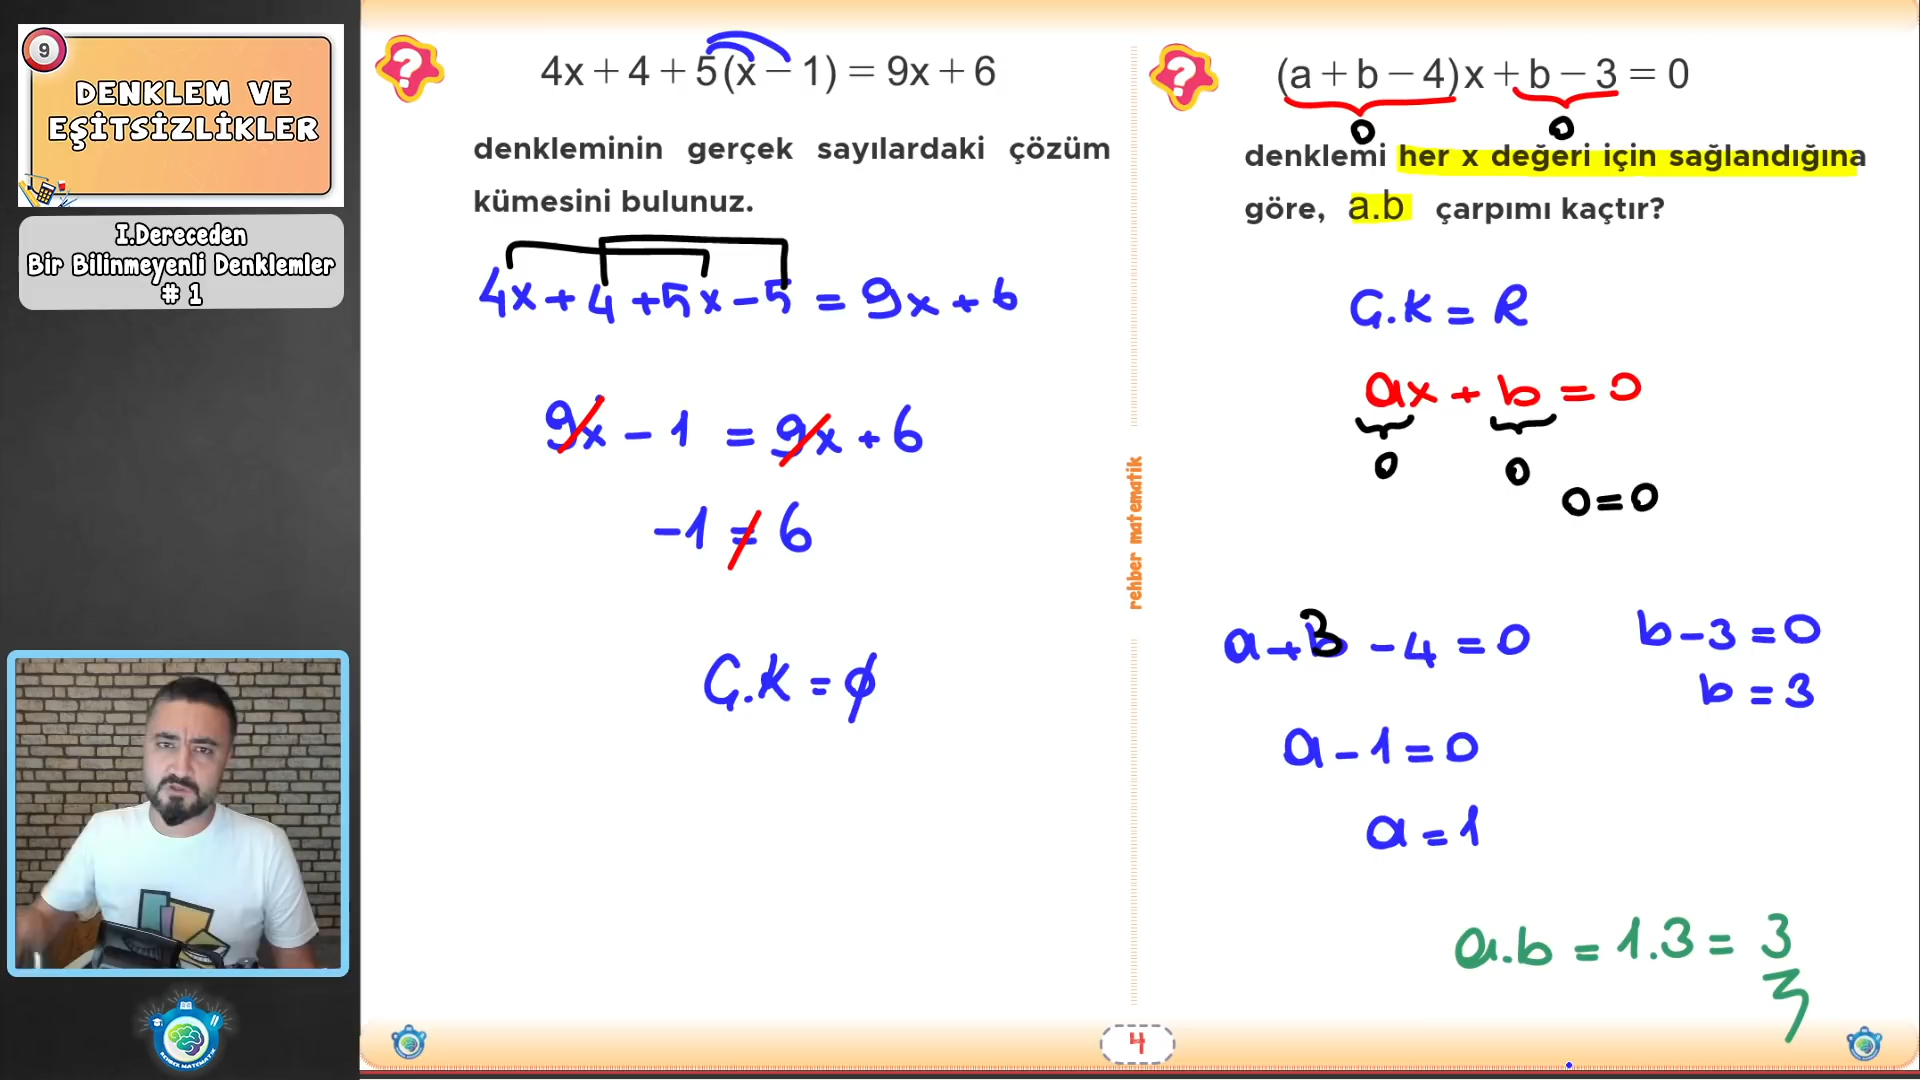 9
DENKLEM VE
EŞİTSİZLİKLER
I.Dereceden
Bir Bilinmeyenli Denklemler
# 1
REHBER MATEMATİK
4x + 4 + 5(x − 1) = 9x + 6
denkleminin gerçek sayılardaki çözüm
kümesini bulunuz.
4x + 4 + 5x − 5 = 9x + 6
9x − 1 = 9x + 6
−1 ≠ 6
Ç.K = ∅
rehber matematik
(a + b − 4)x + b − 3 = 0
0 0
denklemi her x değeri için sağlandığına
göre, a.b çarpımı kaçtır?
Ç.K = R
ax + b = 0
0 0
0 = 0
a + 3 − 4 = 0
b − 3 = 0
b = 3
a − 1 = 0
a = 1
a.b = 1.3 = 3
4